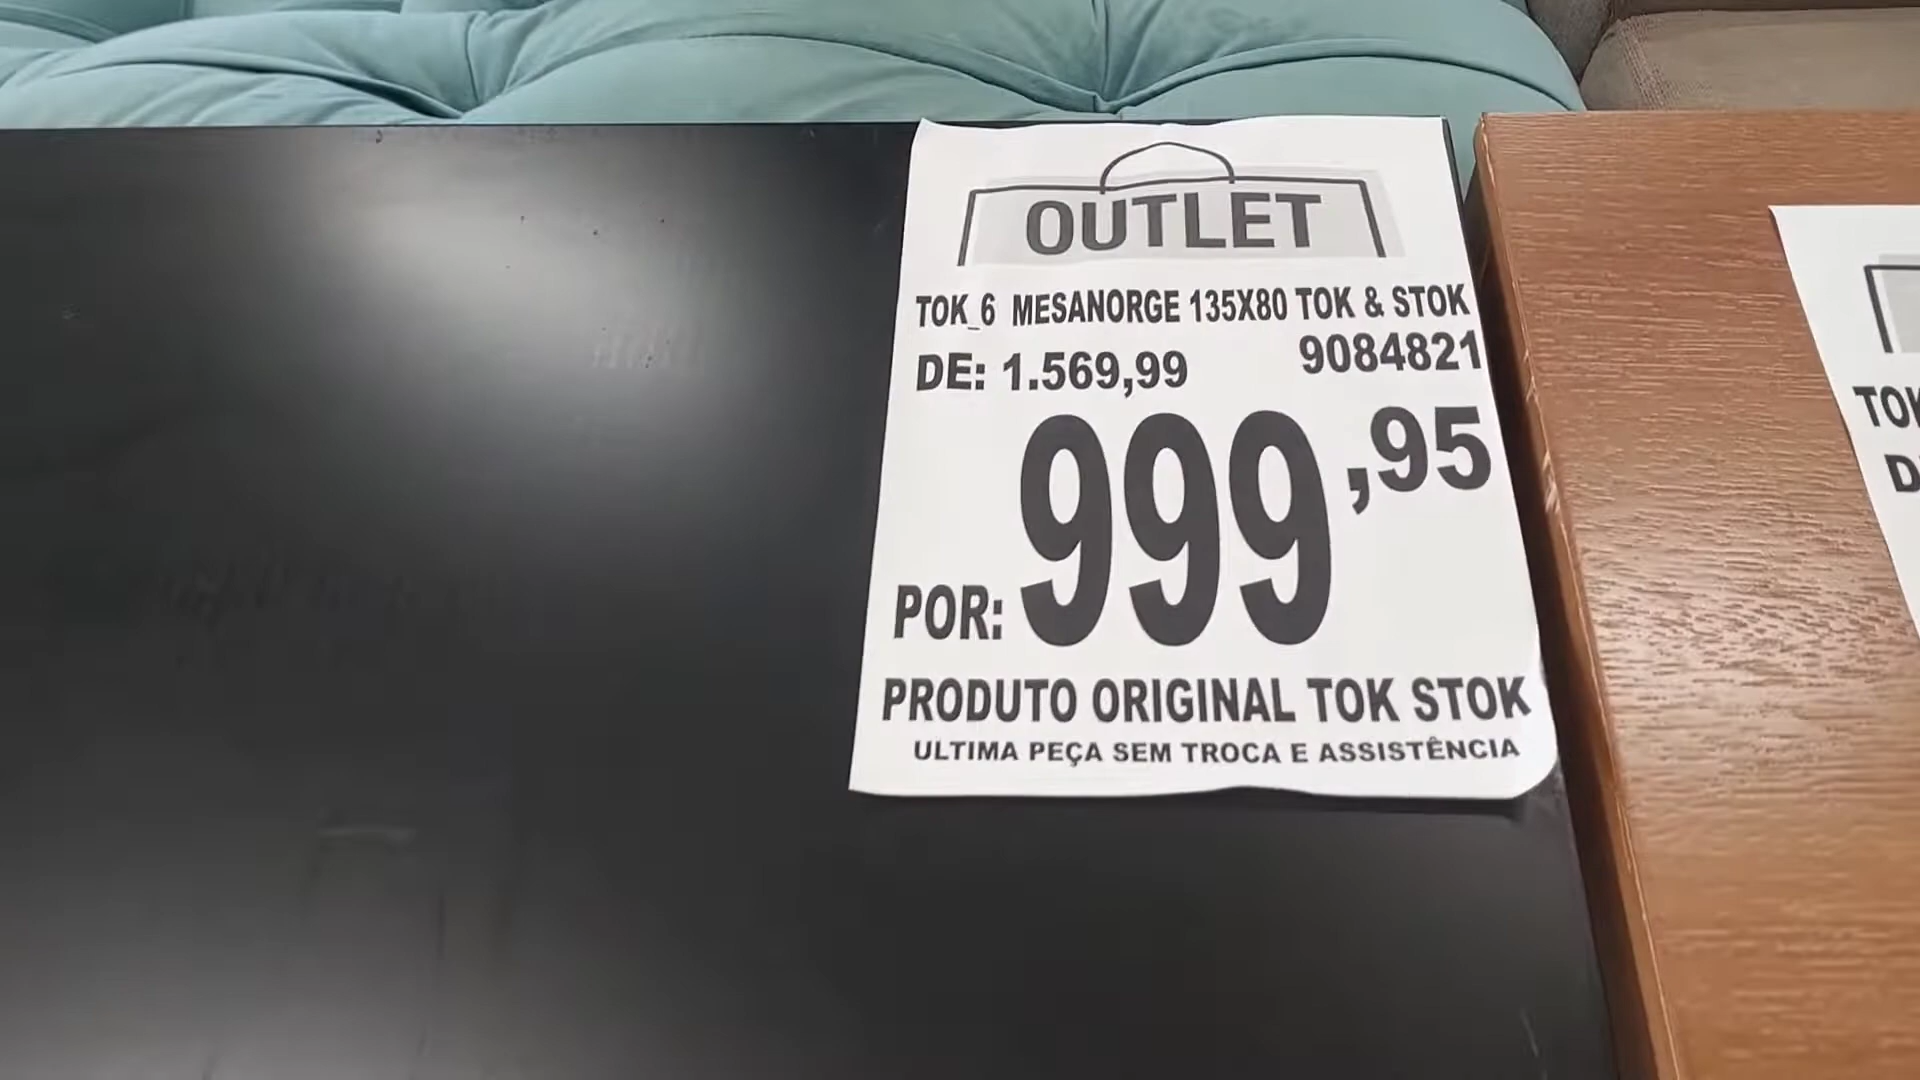 OUTLET
TOK_6 MESANORGE 135X80 TOK & STOK
DE: 1.569,99 9084821
POR: 999,95
PRODUTO ORIGINAL TOK STOK
ULTIMA PEÇA SEM TROCA E ASSISTÊNCIA